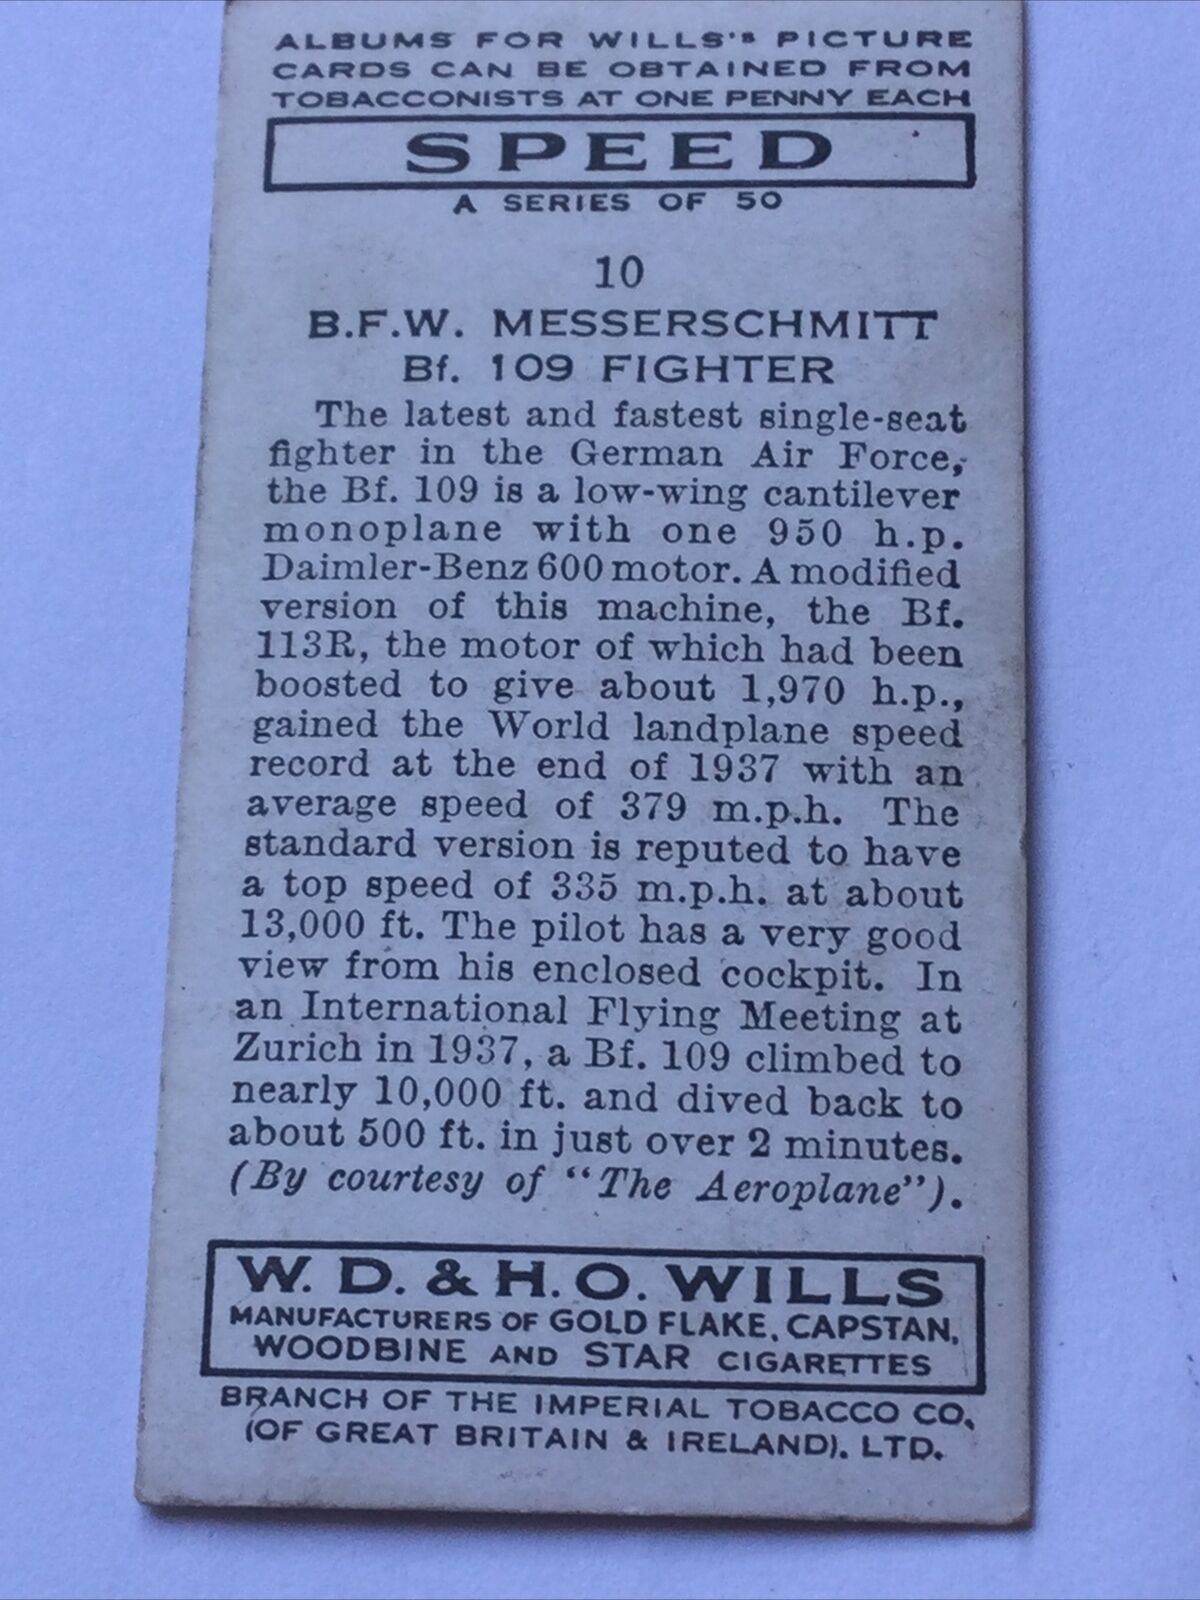 ALBUMS FOR WILLS'S PICTURE
CARDS CAN BE OBTAINED FROM
TOBACCONISTS AT ONE PENNY EACH
SPEED
A SERIES OF 50
10
B.F.W. MESSERSCHMITT
Bf. 109 FIGHTER
The latest and fastest single-seat
fighter in the German Air Force,
the Bf. 109 is a low-wing cantilever
monoplane with one 950 h.p.
Daimler-Benz 600 motor. A modified
version of this machine, the Bf.
113R, the motor of which had been
boosted to give about 1,970 h.p.,
gained the World landplane speed
record at the end of 1937 with an
average speed of 379 m.p.h. The
standard version is reputed to have
a top speed of 335 m.p.h. at about
13,000 ft. The pilot has a very good
view from his enclosed cockpit. In
an International Flying Meeting at
Zurich in 1937, a Bf. 109 climbed to
nearly 10,000 ft. and dived back to
about 500 ft. in just over 2 minutes.
(By courtesy of "The Aeroplane").
W. D. & H. O. WILLS
MANUFACTURERS OF GOLD FLAKE, CAPSTAN,
WOODBINE AND STAR CIGARETTES
BRANCH OF THE IMPERIAL TOBACCO CO.
(OF GREAT BRITAIN & IRELAND), LTD.